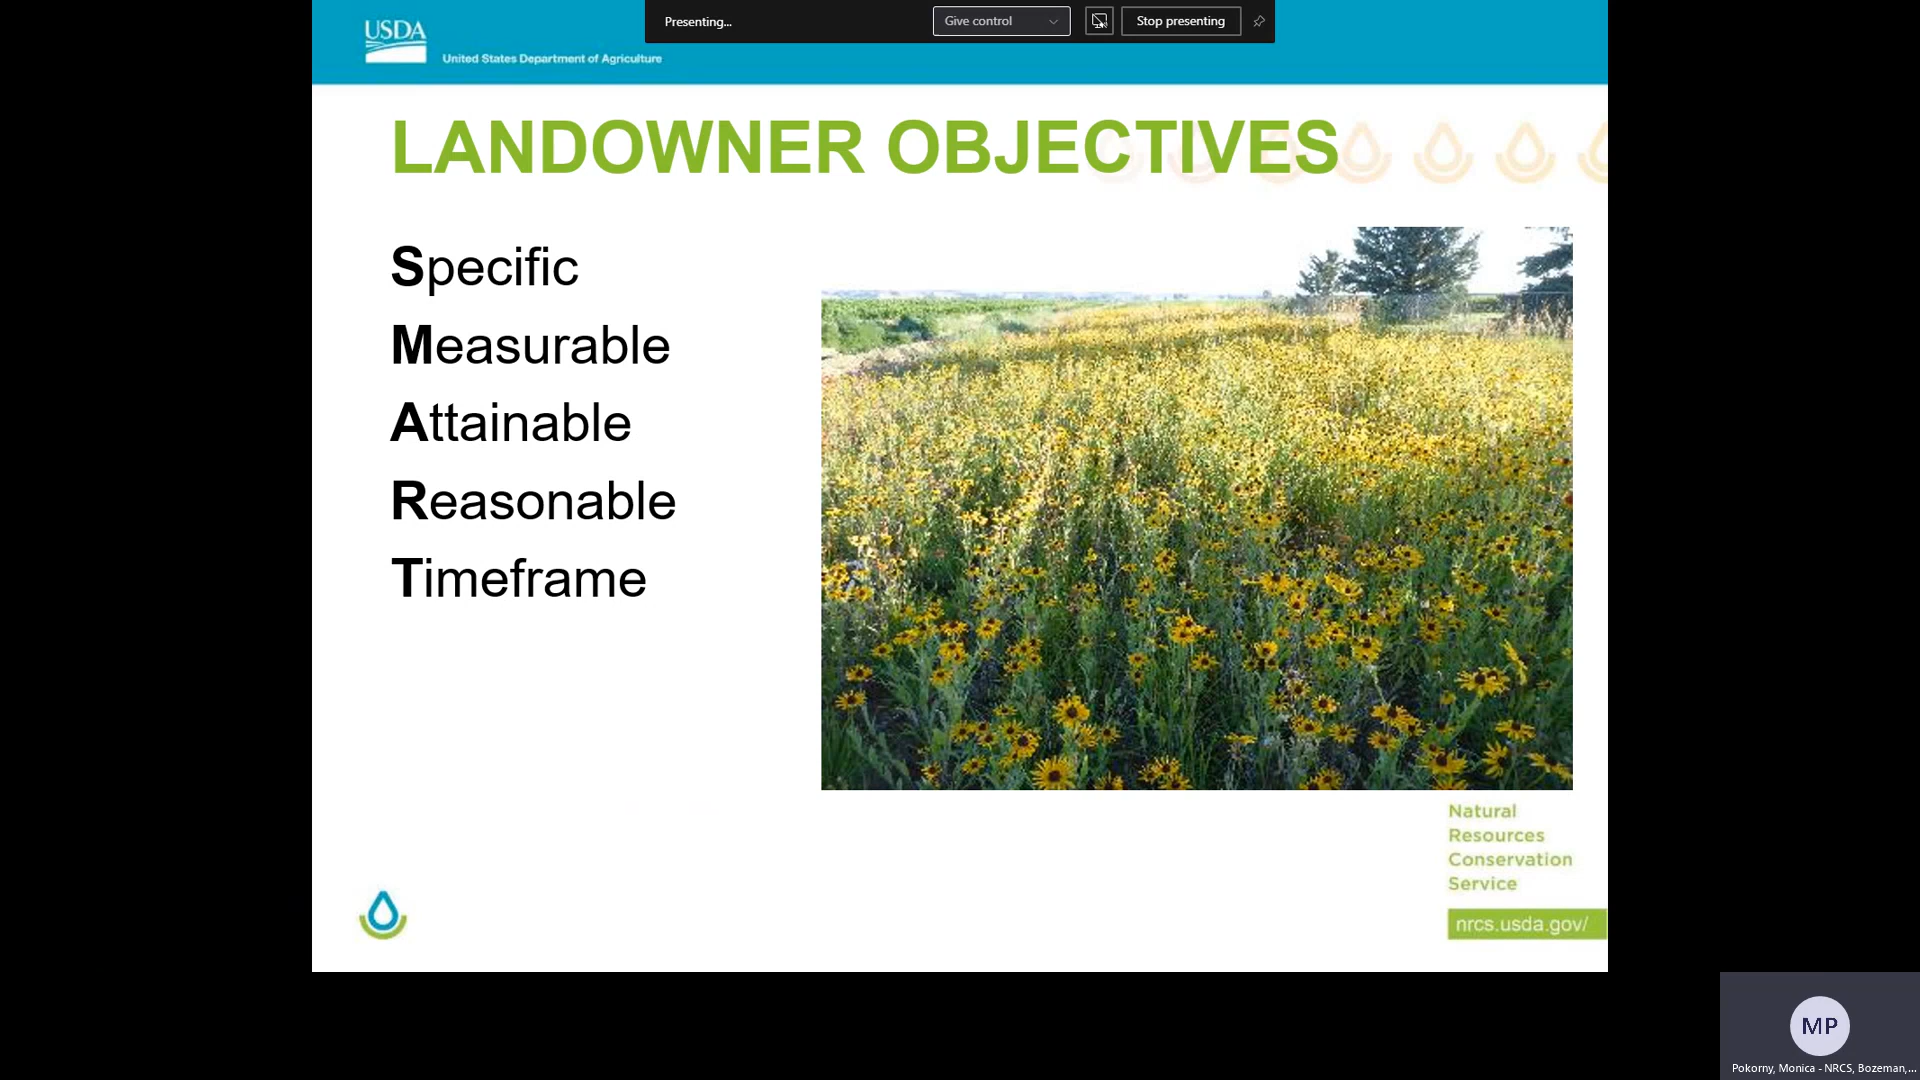 Presenting...
Give control
Stop presenting
USDA
United States Department of Agriculture
LANDOWNER OBJECTIVES
Specific
Measurable
Attainable
Reasonable
Timeframe
Natural
Resources
Conservation
Service
nrcs.usda.gov/
MP
Pokorny, Monica - NRCS, Bozeman,...